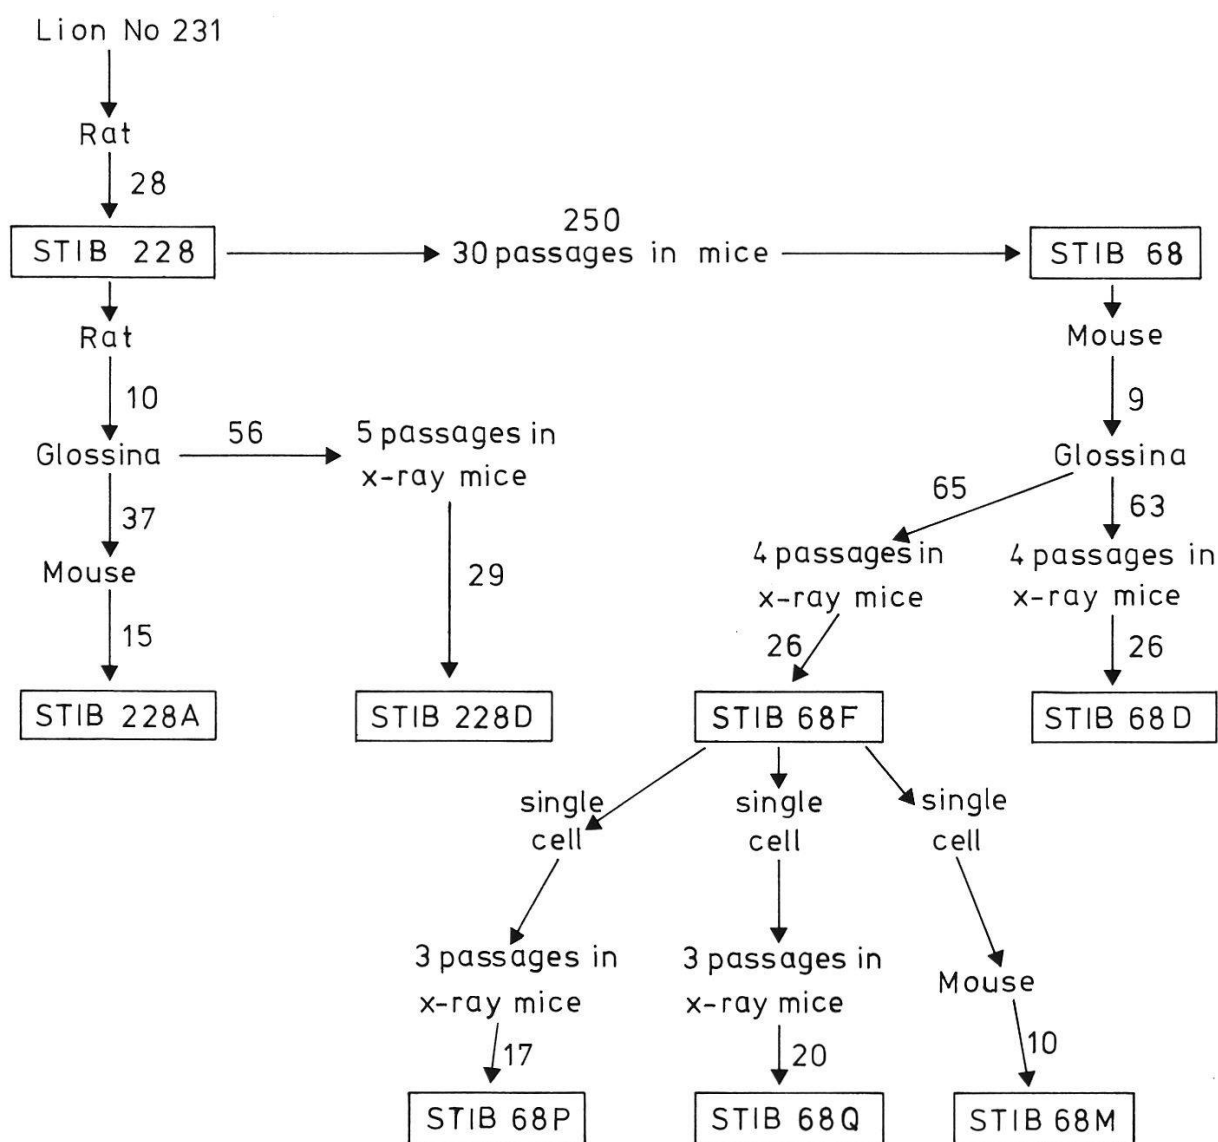 Lion No 231
Rat
28
250
STIB 228
30 passages in mice
STIB 68
Rat
Mouse
10
9
Glossina
56
5 passages in
x-ray mice
Glossina
37
65
63
Mouse
29
4 passages in
x-ray mice
4 passages in
x-ray mice
15
26
26
STIB 228A
STIB 228D
STIB 68F
STIB 68D
single
cell
single
cell
single
cell
3 passages in
x-ray mice
3 passages in
x-ray mice
Mouse
17
20
10
STIB 68P
STIB 68Q
STIB 68M